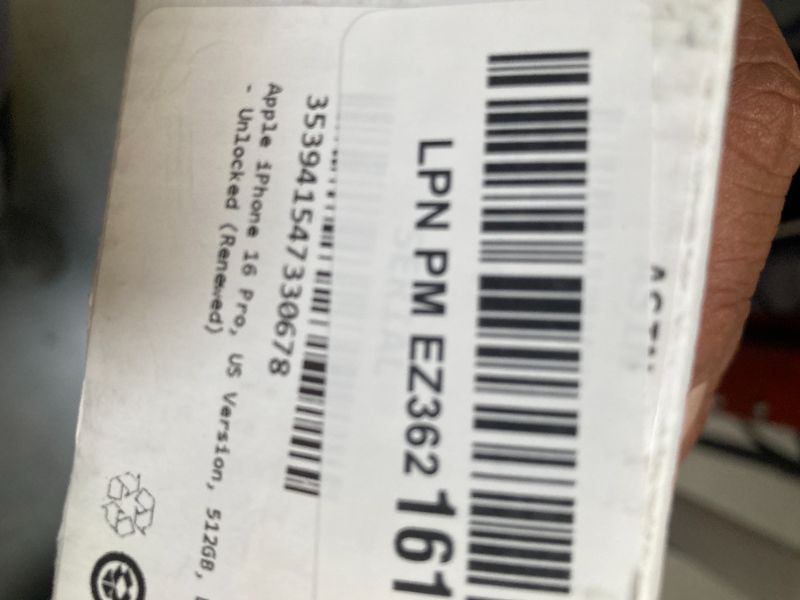 LPN PM EZ362 161
353941547330678
Apple iPhone 16 Pro, US Version, 512GB,
- Unlocked (Renewed)